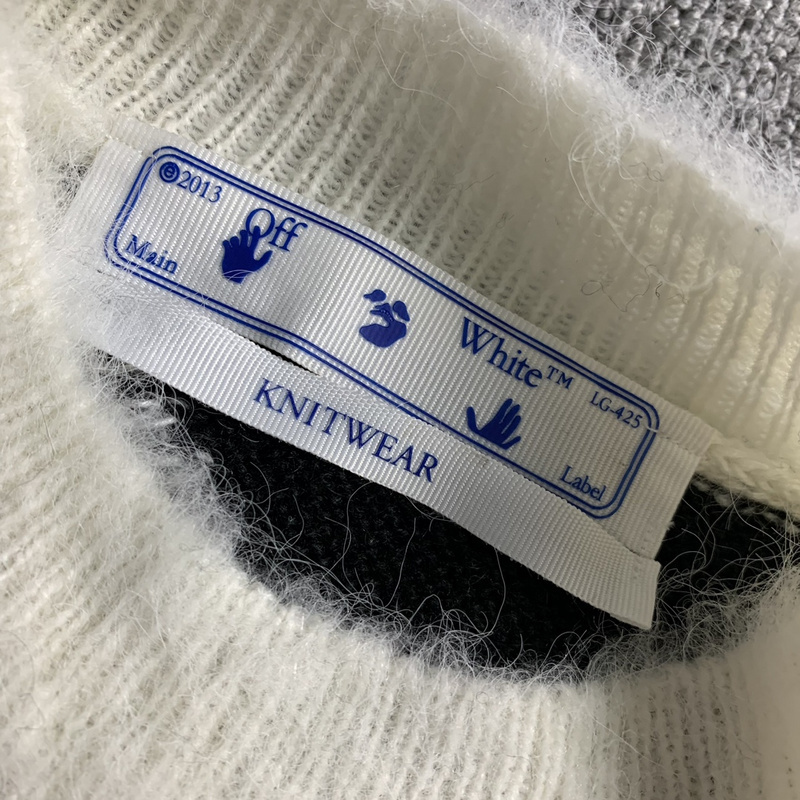 ©2013
Off
Main
White™
LG-425
Label
KNITWEAR